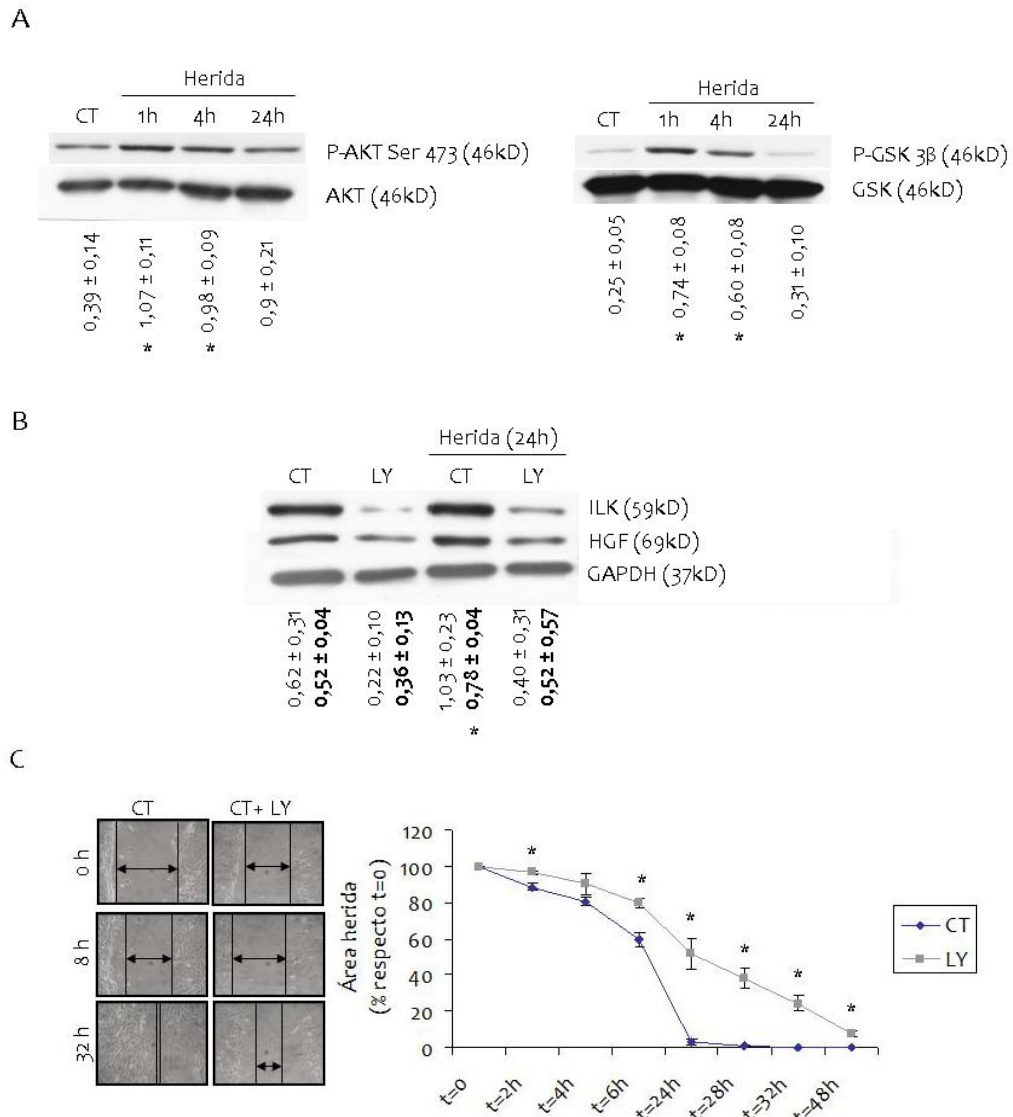 A
Herida
CT 1h 4h 24h
P-AKT Ser 473 (46kD)
AKT (46kD)
0,39 ± 0,14
* 1,07 ± 0,11
* 0,98 ± 0,09
0,9 ± 0,21
Herida
CT 1h 4h 24h
P-GSK 3β (46kD)
GSK (46kD)
0,25 ± 0,05
* 0,74 ± 0,08
* 0,60 ± 0,08
0,31 ± 0,10
B
Herida (24h)
CT LY CT LY
ILK (59kD)
HGF (69kD)
GAPDH (37kD)
0,62 ± 0,31
0,52 ± 0,04
0,22 ± 0,10
0,36 ± 0,13
1,03 ± 0,23
* 0,78 ± 0,04
0,40 ± 0,31
0,52 ± 0,57
C
CT CT+ LY
0 h
8 h
32 h
Área herida
(% respecto t=0)
120
100
80
60
40
20
0
* * * * * *
t=0 t=2h t=4h t=6h t=24h t=28h t=32h t=48h
CT
LY